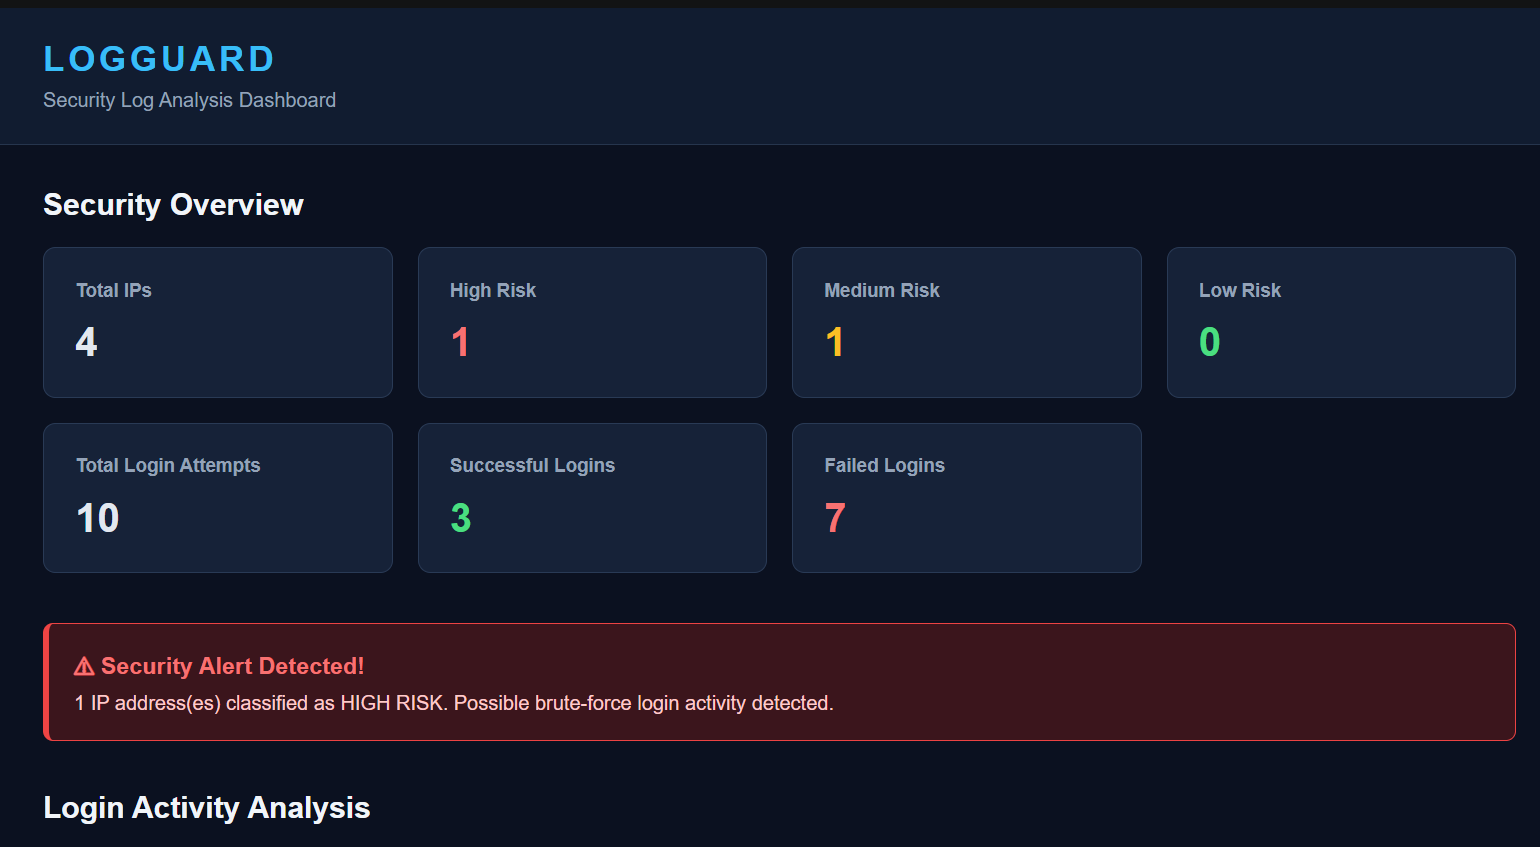 LOGGUARD
Security Log Analysis Dashboard
Security Overview
Total IPs
4
High Risk
1
Medium Risk
1
Low Risk
0
Total Login Attempts
10
Successful Logins
3
Failed Logins
7
⚠ Security Alert Detected!
1 IP address(es) classified as HIGH RISK. Possible brute-force login activity detected.
Login Activity Analysis